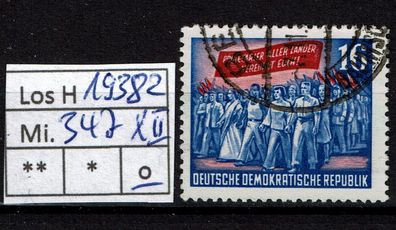 Los H 19382
Mi. 347 XII
** * o
PROLETARIER ALLER LÄNDER
VEREINIGT EUCH!
16
DEUTSCHE DEMOKRATISCHE REPUBLIK